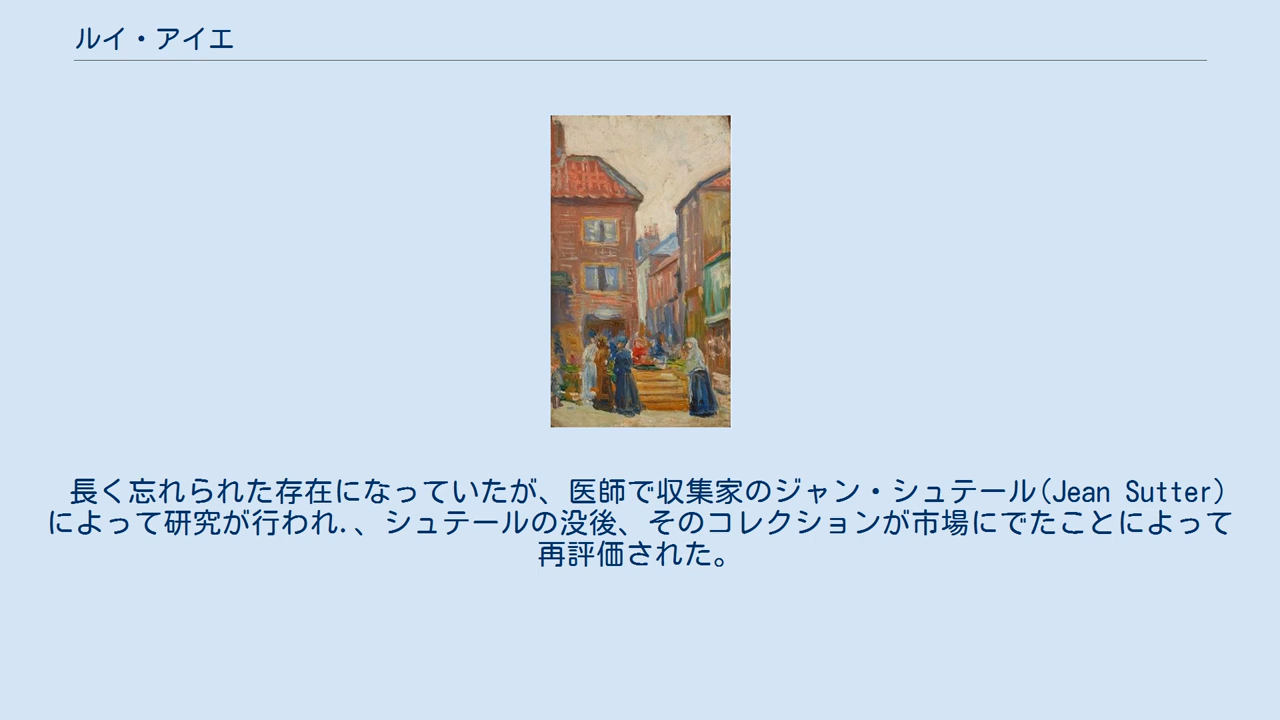 ルイ・アイエ
長く忘れられた存在になっていたが、医師で収集家のジャン・シュテール(Jean Sutter)
によって研究が行われ.、シュテールの没後、そのコレクションが市場にでたことによって
再評価された。